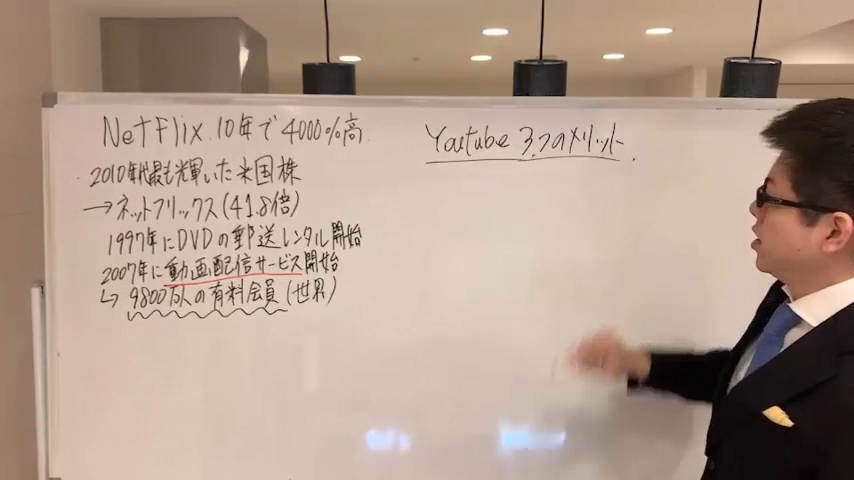 NetFlix 10年で4000%高
2010年代最も輝いた米国株
→ネットフリックス(41.8倍)
1997年にDVDの郵送レンタル開始
2007年に動画配信サービス開始
↳9800万人の有料会員(世界)
Youtube 3つのメリット